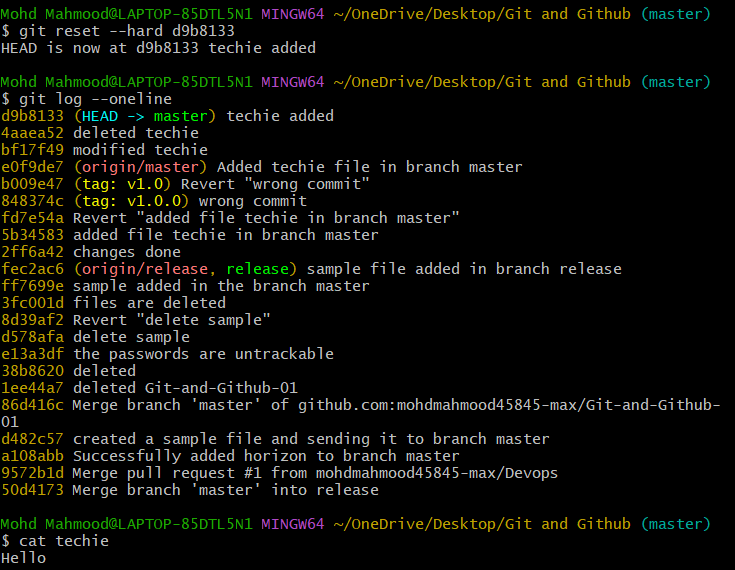 Mohd Mahmood@LAPTOP-85DTL5N1 MINGW64 ~/OneDrive/Desktop/Git and Github (master)
$ git reset --hard d9b8133
HEAD is now at d9b8133 techie added
Mohd Mahmood@LAPTOP-85DTL5N1 MINGW64 ~/OneDrive/Desktop/Git and Github (master)
$ git log --oneline
d9b8133 (HEAD -> master) techie added
4aaea52 deleted techie
bf17f49 modified techie
e0f9de7 (origin/master) Added techie file in branch master
b009e47 (tag: v1.0) Revert "wrong commit"
848374c (tag: v1.0.0) wrong commit
fd7e54a Revert "added file techie in branch master"
5b34583 added file techie in branch master
2ff6a42 changes done
fec2ac6 (origin/release, release) sample file added in branch release
ff7699e sample added in the branch master
3fc001d files are deleted
8d39af2 Revert "delete sample"
d578afa delete sample
e13a3df the passwords are untrackable
38b8620 deleted
1ee44a7 deleted Git-and-Github-01
86d416c Merge branch 'master' of github.com:mohdmahmood45845-max/Git-and-Github-
01
d482c57 created a sample file and sending it to branch master
a108abb Successfully added horizon to branch master
9572b1d Merge pull request #1 from mohdmahmood45845-max/Devops
50d4173 Merge branch 'master' into release
Mohd Mahmood@LAPTOP-85DTL5N1 MINGW64 ~/OneDrive/Desktop/Git and Github (master)
$ cat techie
Hello